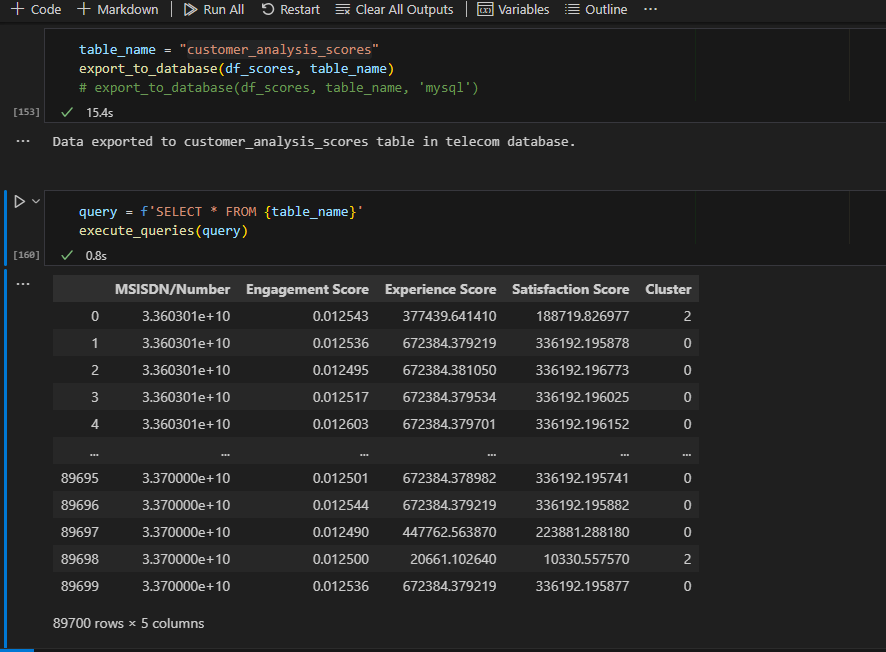 Code Markdown Run All Restart Clear All Outputs Variables Outline ...
table_name = "customer_analysis_scores"
export_to_database(df_scores, table_name)
# export_to_database(df_scores, table_name, 'mysql')
[153] 15.4s
... Data exported to customer_analysis_scores table in telecom database.
query = f'SELECT * FROM {table_name}'
execute_queries(query)
[160] 0.8s
...
MSISDN/Number Engagement Score Experience Score Satisfaction Score Cluster
0 3.360301e+10 0.012543 377439.641410 188719.826977 2
1 3.360301e+10 0.012536 672384.379219 336192.195878 0
2 3.360301e+10 0.012495 672384.381050 336192.196773 0
3 3.360301e+10 0.012517 672384.379534 336192.196025 0
4 3.360301e+10 0.012603 672384.379701 336192.196152 0
... ... ... ... ... ...
89695 3.370000e+10 0.012501 672384.378982 336192.195741 0
89696 3.370000e+10 0.012544 672384.379219 336192.195882 0
89697 3.370000e+10 0.012490 447762.563870 223881.288180 0
89698 3.370000e+10 0.012500 20661.102640 10330.557570 2
89699 3.370000e+10 0.012536 672384.379219 336192.195877 0
89700 rows × 5 columns